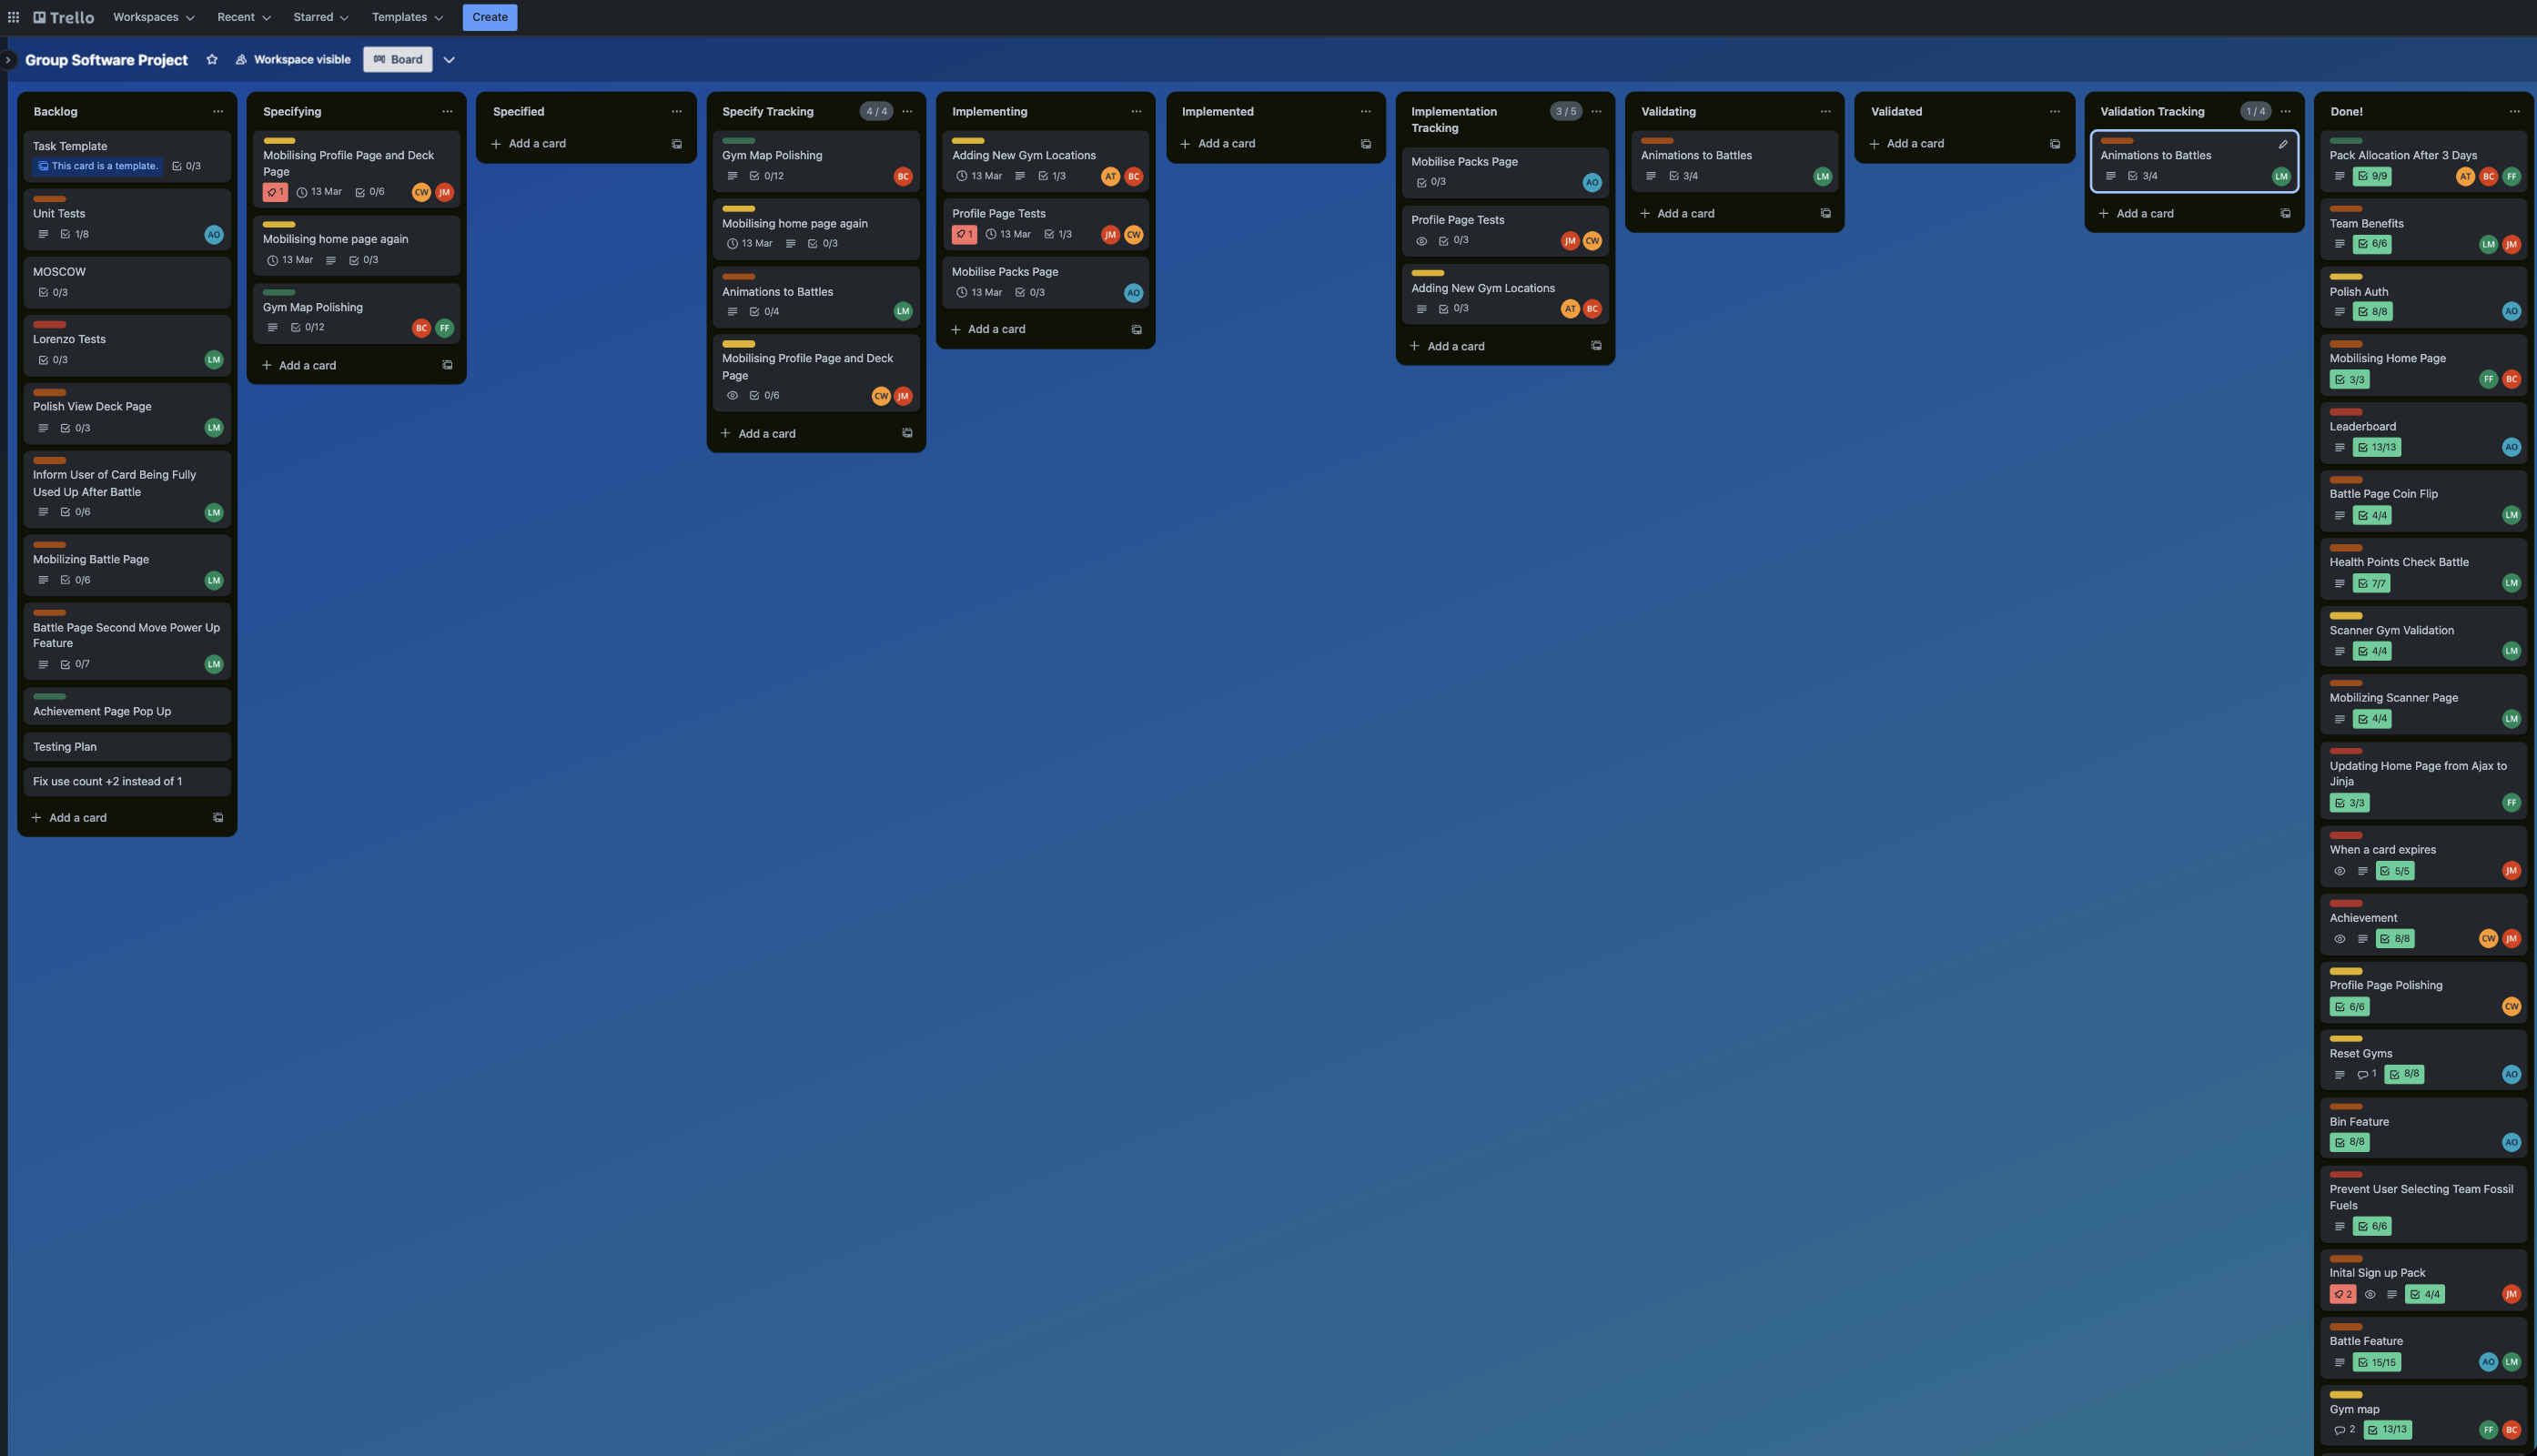 Trello
Workspaces
Recent
Starred
Templates
Create
Group Software Project
Workspace visible
Board
Backlog
Task Template
This card is a template.
0/3
Unit Tests
1/8
AO
MOSCOW
0/3
Lorenzo Tests
0/3
LM
Polish View Deck Page
0/3
LM
Inform User of Card Being Fully
Used Up After Battle
0/6
LM
Mobilizing Battle Page
0/6
LM
Battle Page Second Move Power Up
Feature
0/7
LM
Achievement Page Pop Up
Testing Plan
Fix use count +2 instead of 1
Add a card
Specifying
Mobilising Profile Page and Deck
Page
1 13 Mar 0/6 CW JM
Mobilising home page again
13 Mar 0/3
Gym Map Polishing
0/12 BC FF
Add a card
Specified
Add a card
Specify Tracking 4 / 4
Gym Map Polishing
0/12 BC
Mobilising home page again
13 Mar 0/3
Animations to Battles
0/4 LM
Mobilising Profile Page and Deck
Page
0/6 CW JM
Add a card
Implementing
Adding New Gym Locations
13 Mar 1/3 AT BC
Profile Page Tests
1 13 Mar 1/3 JM CW
Mobilise Packs Page
13 Mar 0/3 AO
Add a card
Implemented
Add a card
Implementation
Tracking
3 / 5
Mobilise Packs Page
0/3 AO
Profile Page Tests
0/3 JM CW
Adding New Gym Locations
0/3 AT BC
Add a card
Validating
Animations to Battles
3/4 LM
Add a card
Validated
Add a card
Validation Tracking 1 / 4
Animations to Battles
3/4 LM
Add a card
Done!
Pack Allocation After 3 Days
9/9 AT BC FF
Team Benefits
6/6 LM JM
Polish Auth
8/8 AO
Mobilising Home Page
3/3 FF BC
Leaderboard
13/13 AO
Battle Page Coin Flip
4/4 LM
Health Points Check Battle
7/7 LM
Scanner Gym Validation
4/4 LM
Mobilizing Scanner Page
4/4 LM
Updating Home Page from Ajax to
Jinja
3/3 FF
When a card expires
5/5 JM
Achievement
8/8 CW JM
Profile Page Polishing
6/6 CW
Reset Gyms
1 8/8 AO
Bin Feature
8/8 AO
Prevent User Selecting Team Fossil
Fuels
6/6
Inital Sign up Pack
2 4/4 JM
Battle Feature
15/15 AO LM
Gym map
2 13/13 FF BC